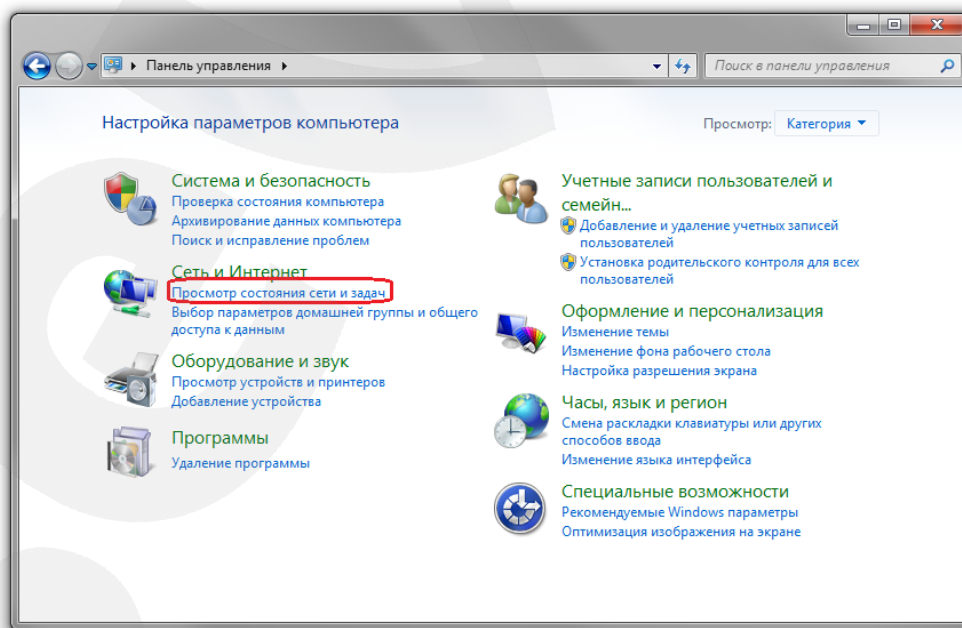 Панель управления
Поиск в панели управления
Настройка параметров компьютера
Просмотр: Категория
Система и безопасность
Проверка состояния компьютера
Архивирование данных компьютера
Поиск и исправление проблем
Сеть и Интернет
Просмотр состояния сети и задач
Выбор параметров домашней группы и общего
доступа к данным
Оборудование и звук
Просмотр устройств и принтеров
Добавление устройства
Программы
Удаление программы
Учетные записи пользователей и
семейн...
Добавление и удаление учетных записей
пользователей
Установка родительского контроля для всех
пользователей
Оформление и персонализация
Изменение темы
Изменение фона рабочего стола
Настройка разрешения экрана
Часы, язык и регион
Смена раскладки клавиатуры или других
способов ввода
Изменение языка интерфейса
Специальные возможности
Рекомендуемые Windows параметры
Оптимизация изображения на экране